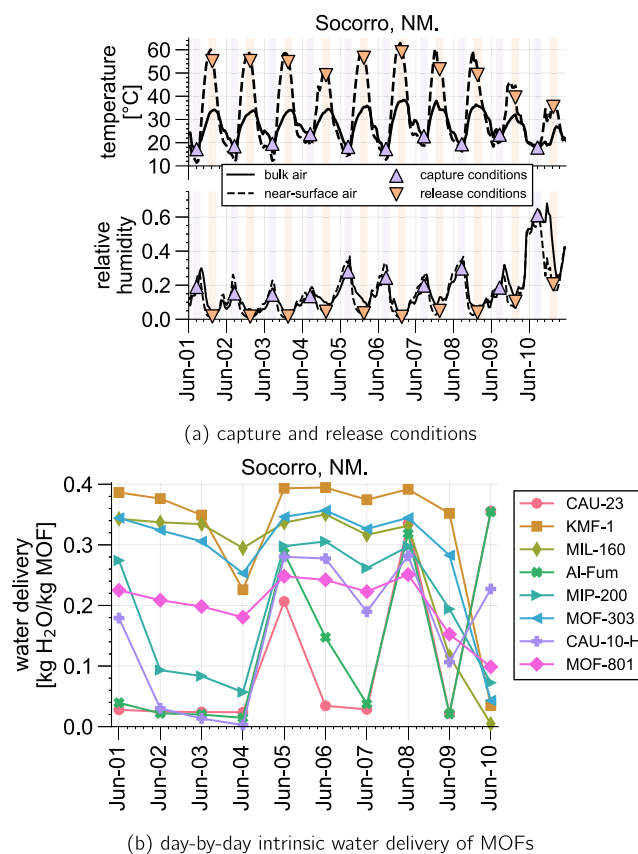 Socorro, NM.
temperature
[°C]
60
50
40
30
20
10
bulk air
near-surface air
capture conditions
release conditions
relative
humidity
0.6
0.4
0.2
0.0
Jun-01
Jun-02
Jun-03
Jun-04
Jun-05
Jun-06
Jun-07
Jun-08
Jun-09
Jun-10
(a) capture and release conditions
Socorro, NM.
water delivery
[kg H₂O/kg MOF]
0.4
0.3
0.2
0.1
0.0
Jun-01
Jun-02
Jun-03
Jun-04
Jun-05
Jun-06
Jun-07
Jun-08
Jun-09
Jun-10
CAU-23
KMF-1
MIL-160
Al-Fum
MIP-200
MOF-303
CAU-10-H
MOF-801
(b) day-by-day intrinsic water delivery of MOFs